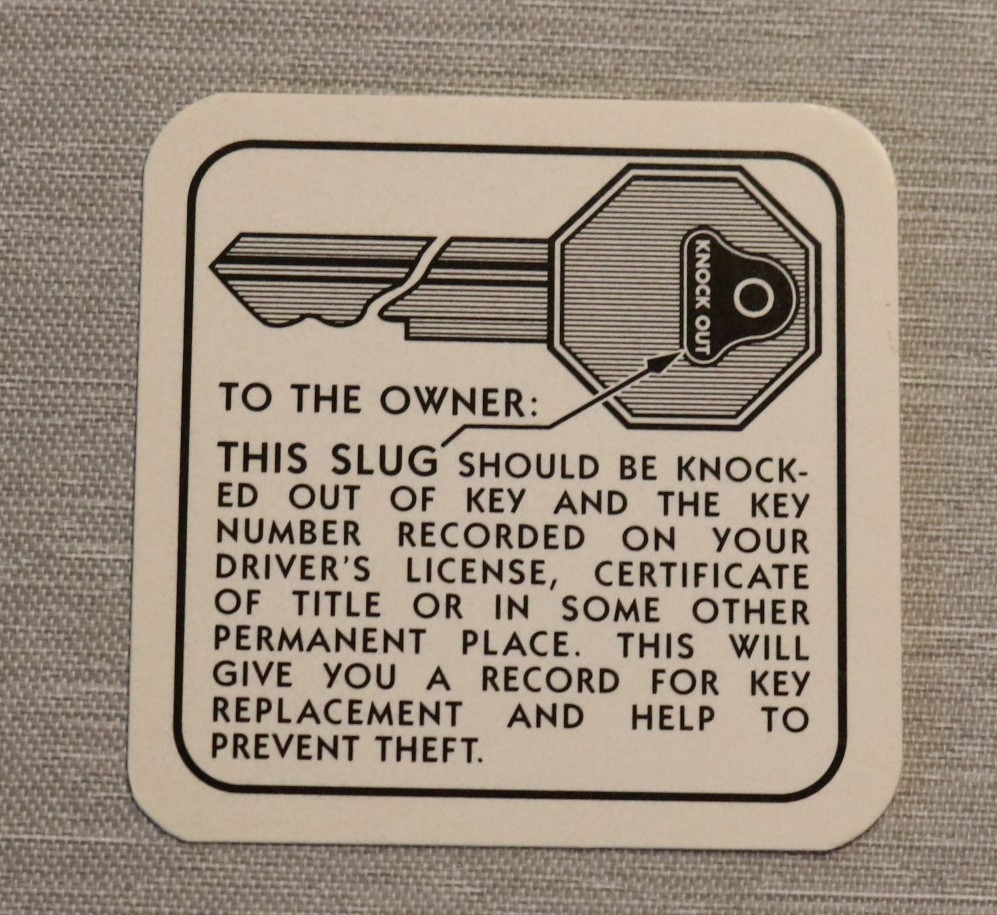 KNOCK OUT
TO THE OWNER:
THIS SLUG SHOULD BE KNOCK-
ED OUT OF KEY AND THE KEY
NUMBER RECORDED ON YOUR
DRIVER'S LICENSE, CERTIFICATE
OF TITLE OR IN SOME OTHER
PERMANENT PLACE. THIS WILL
GIVE YOU A RECORD FOR KEY
REPLACEMENT AND HELP TO
PREVENT THEFT.